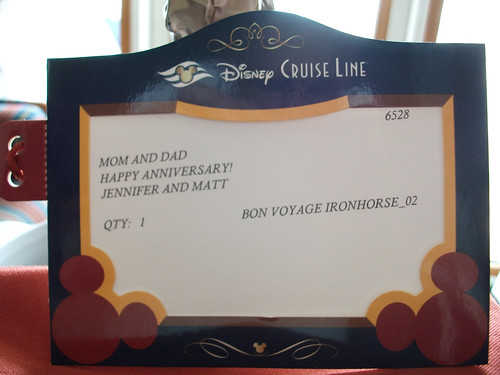 Disney CRUISE LINE
6528
MOM AND DAD
HAPPY ANNIVERSARY!
JENNIFER AND MATT
QTY: 1
BON VOYAGE IRONHORSE_02